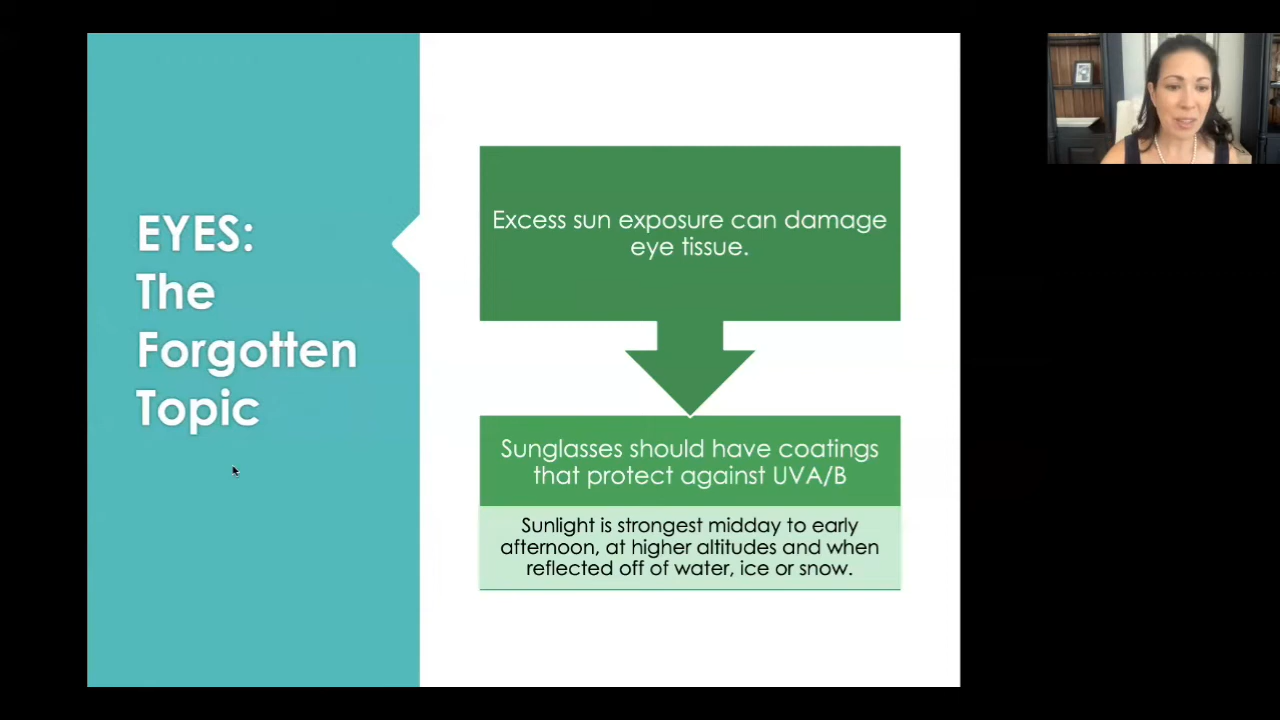 EYES:
The
Forgotten
Topic
Excess sun exposure can damage
eye tissue.
Sunglasses should have coatings
that protect against UVA/B
Sunlight is strongest midday to early
afternoon, at higher altitudes and when
reflected off of water, ice or snow.